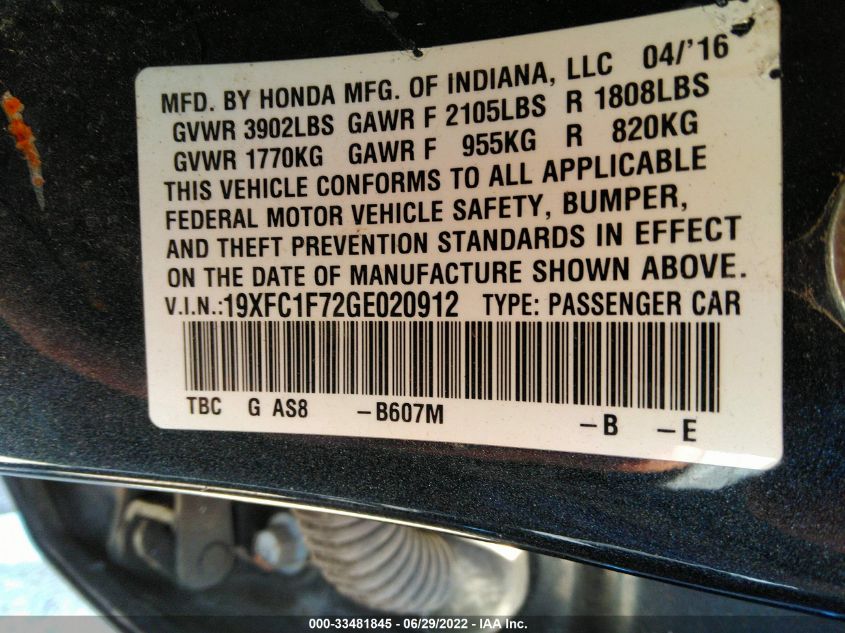 MFD. BY HONDA MFG. OF INDIANA, LLC 04/'16
GVWR 3902LBS GAWR F 2105LBS R 1808LBS
GVWR 1770KG GAWR F 955KG R 820KG
THIS VEHICLE CONFORMS TO ALL APPLICABLE
FEDERAL MOTOR VEHICLE SAFETY, BUMPER,
AND THEFT PREVENTION STANDARDS IN EFFECT
ON THE DATE OF MANUFACTURE SHOWN ABOVE.
V.I.N.:19XFC1F72GE020912 TYPE: PASSENGER CAR
TBC G AS8 -B607M -B -E
000-33481845 - 06/29/2022 - IAA Inc.